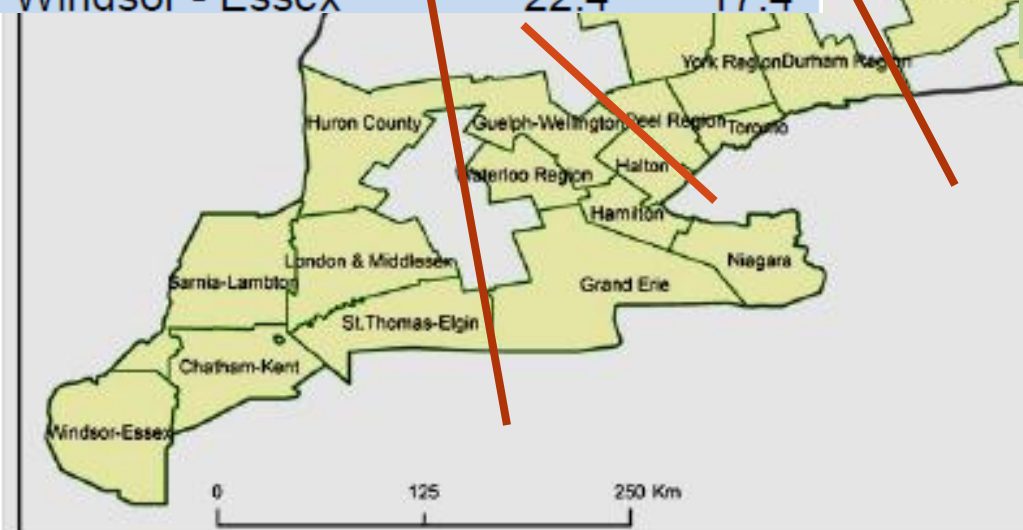 Windsor - Essex 22.4 17.4
York Region Durham Region
Huron County Guelph-Wellington Peel Region Toronto
Waterloo Region Halton
Hamilton
London & Middlesex Niagara
Sarnia-Lambton Grand Erie
St.Thomas-Elgin
Chatham-Kent
Windsor-Essex
0 125 250 Km